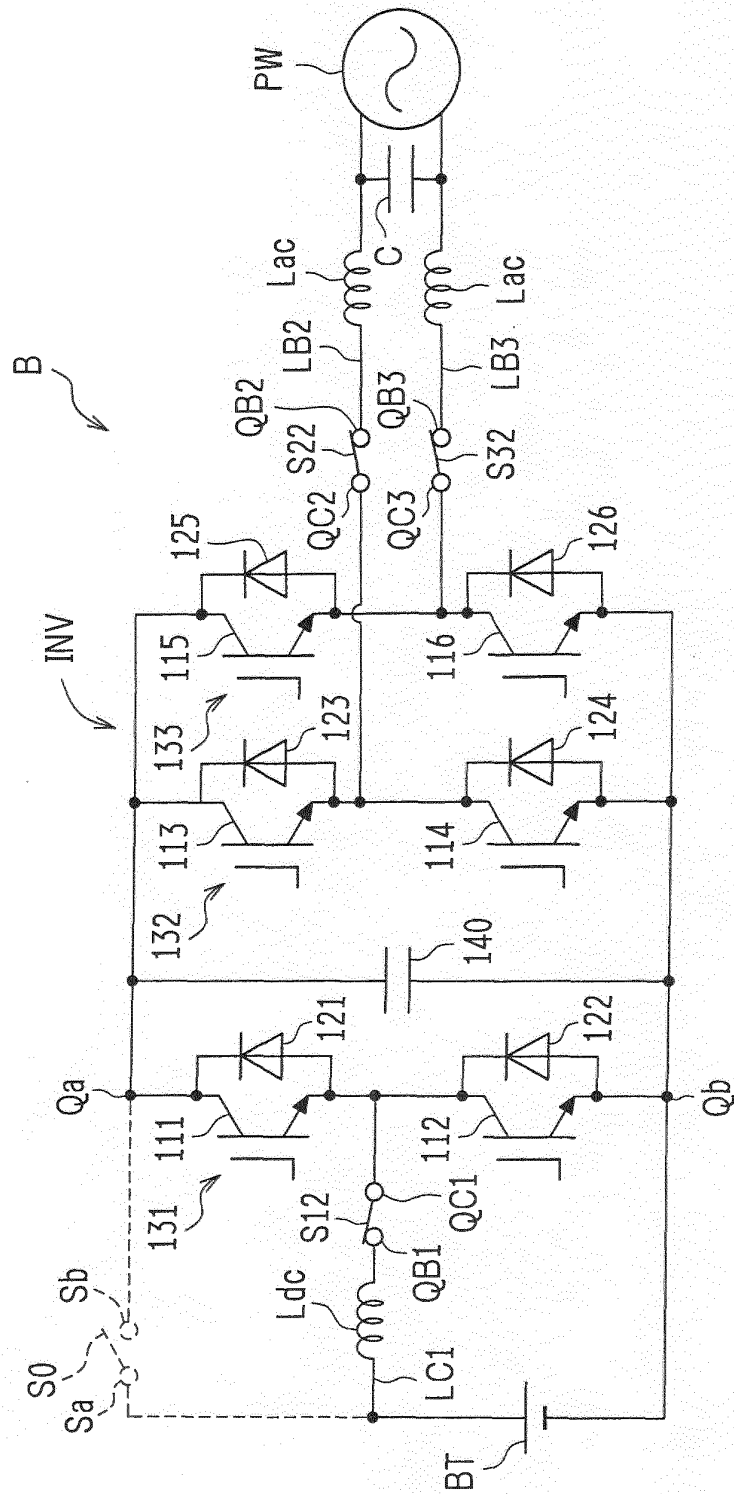 B
INV
PW
Lac
C
Lac
LB2
LB3
QB2
S22
QC2
QB3
S32
QC3
125
115
133
126
116
123
113
132
124
114
140
Qa
121
111
131
122
112
Qb
S12
QC1
QB1
Ldc
LC1
Sb
S0
Sa
BT